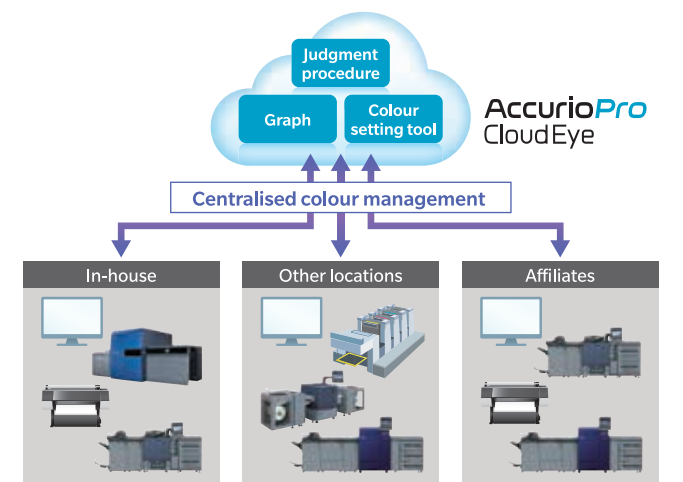 Judgment
procedure
Graph
Colour
setting tool
AccurioPro
CloudEye
Centralised colour management
In-house
Other locations
Affiliates